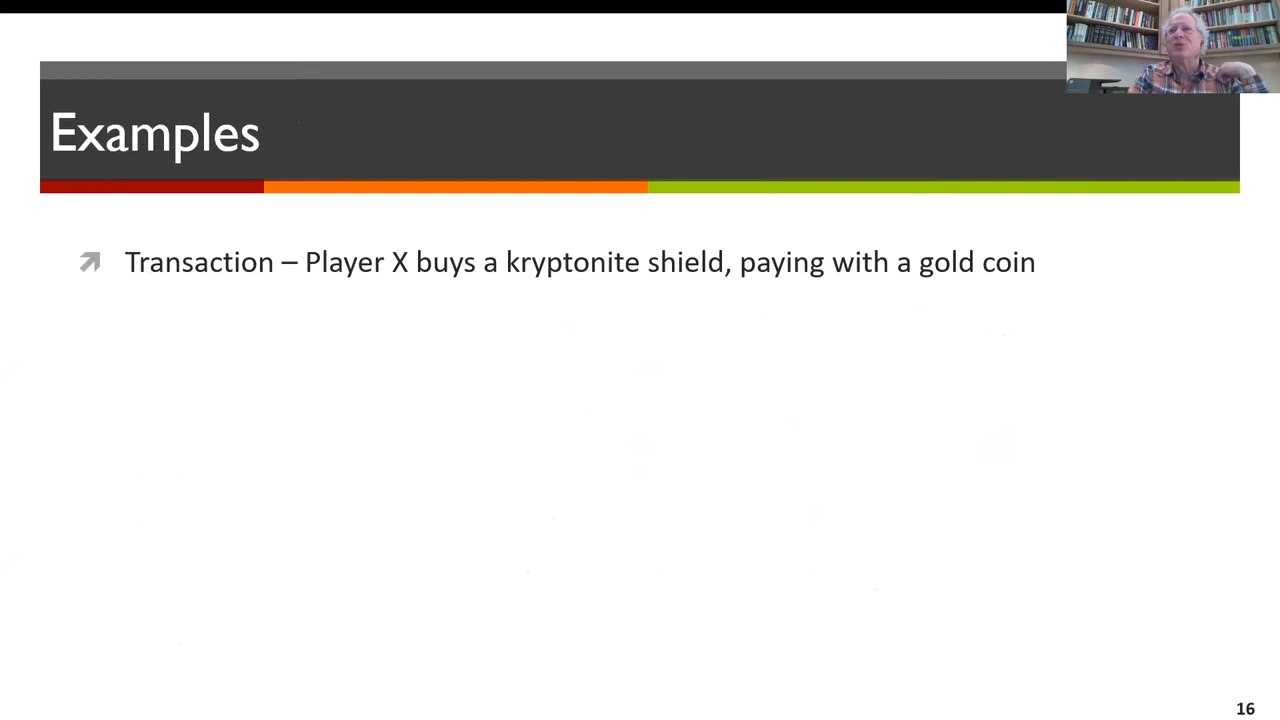 Examples
Transaction – Player X buys a kryptonite shield, paying with a gold coin
16